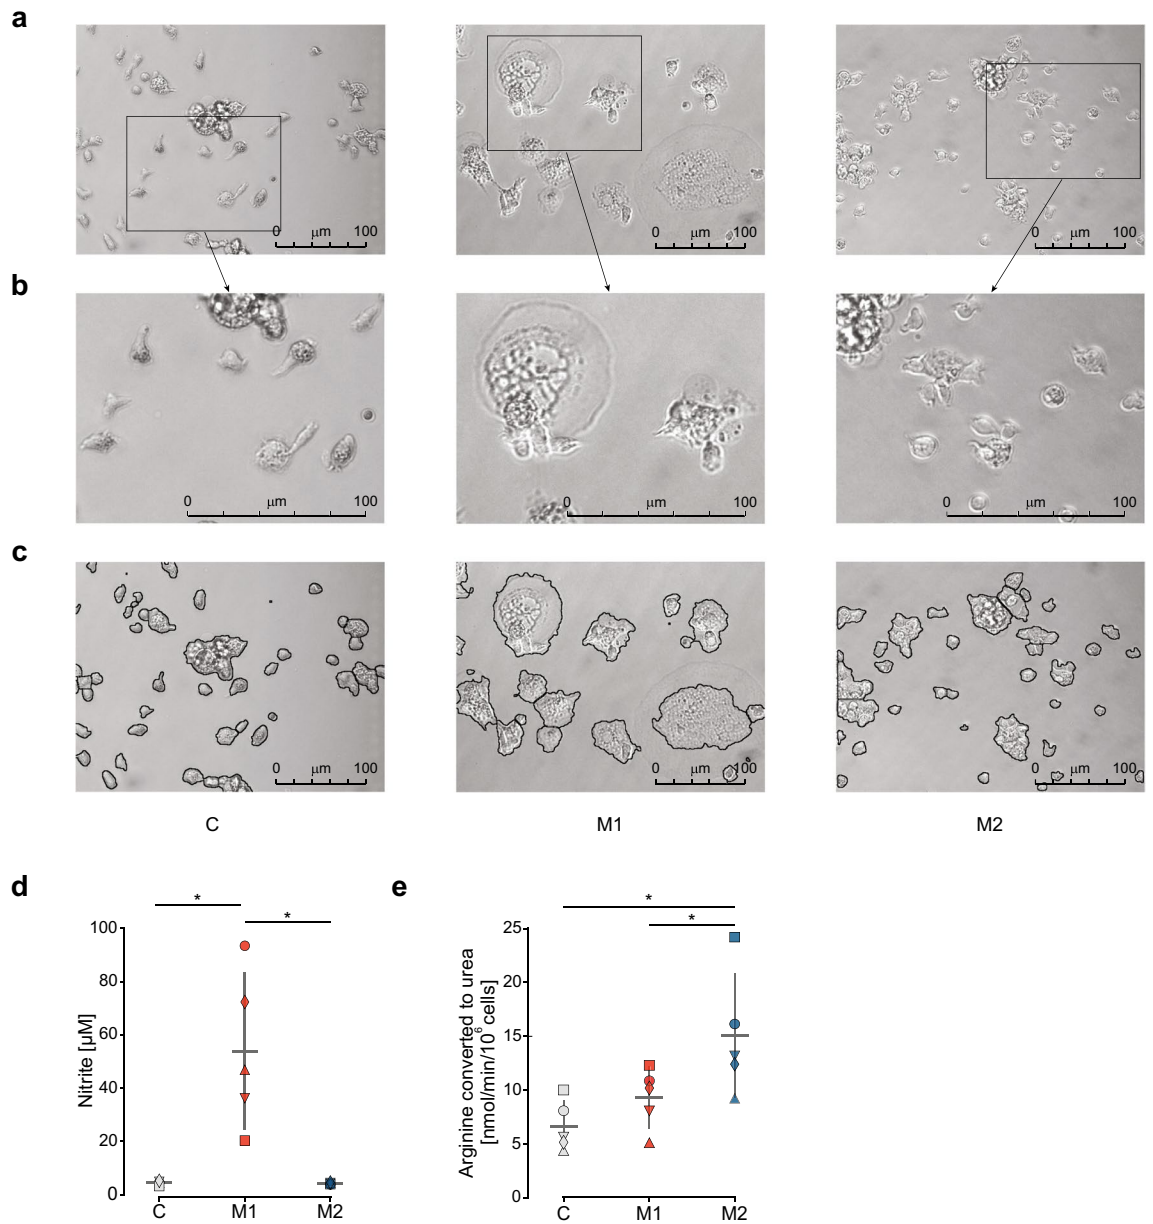 a
0 μm 100
0 μm 100
0 μm 100
b
0 μm 100
0 μm 100
0 μm 100
c
0 μm 100
0 μm 100
0 μm 100
C M1 M2
d
* *
Nitrite [µM]
100
80
60
40
20
0
C M1 M2
e
* *
Arginine converted to urea
[nmol/min/10⁶ cells]
25
20
15
10
5
0
C M1 M2